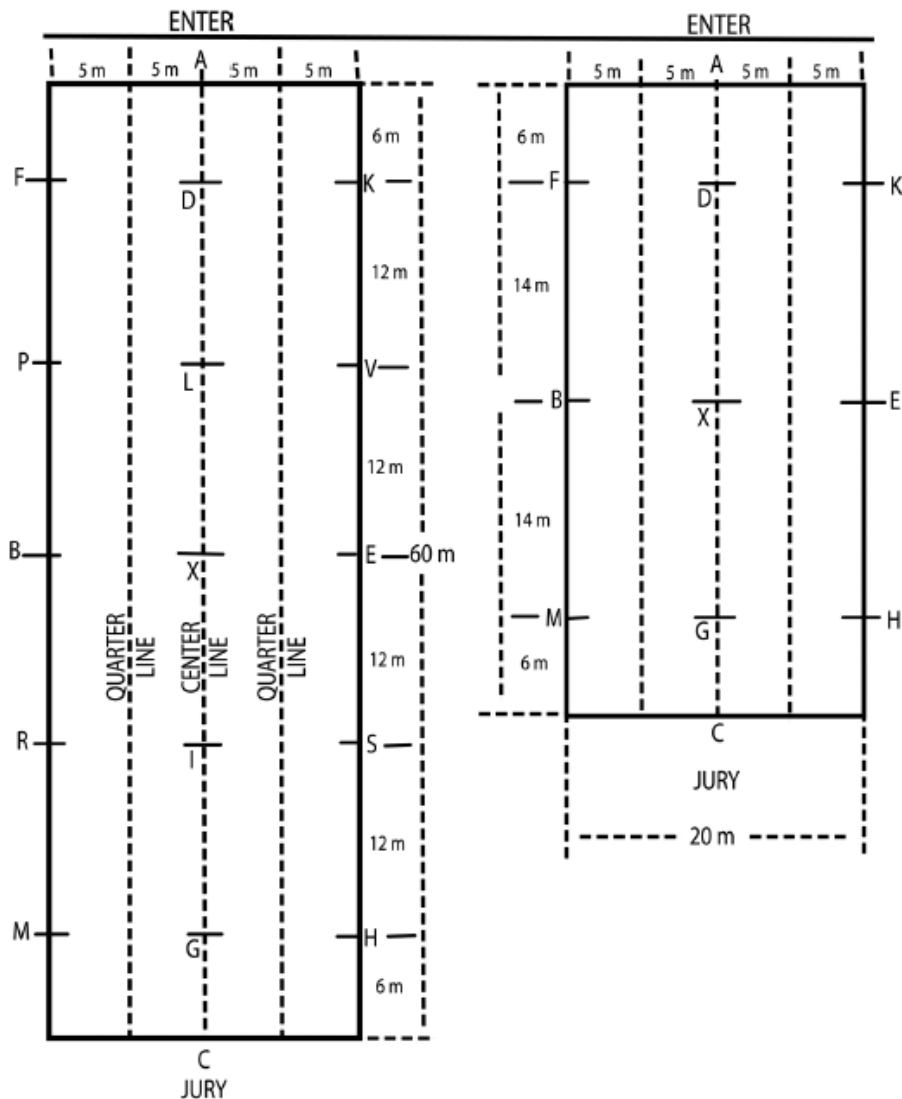 ENTER
A
5 m 5 m 5 m 5 m
6 m
F D K
12 m
P L V
12 m
B X E 60 m
QUARTER LINE
CENTER LINE
QUARTER LINE
12 m
R I S
12 m
M G H
6 m
C
JURY
ENTER
A
5 m 5 m 5 m 5 m
6 m
F D K
14 m
B X E
14 m
M G H
6 m
C
JURY
20 m